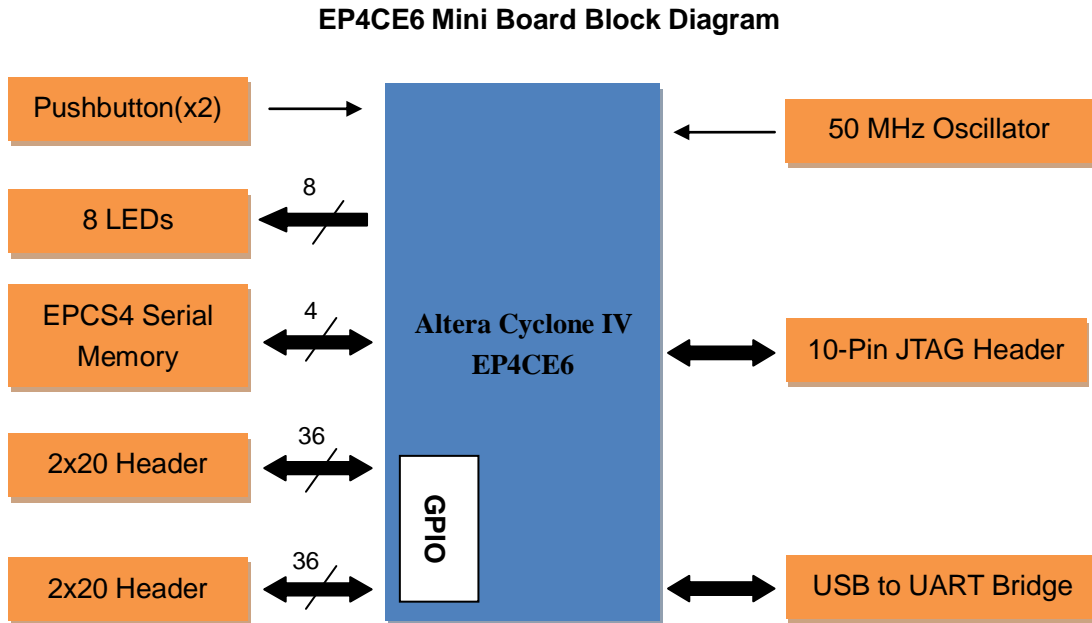 EP4CE6 Mini Board Block Diagram
Pushbutton(x2)
50 MHz Oscillator
8
8 LEDs
EPCS4 Serial
Memory
4
Altera Cyclone IV
EP4CE6
10-Pin JTAG Header
36
2x20 Header
GPIO
36
2x20 Header
USB to UART Bridge